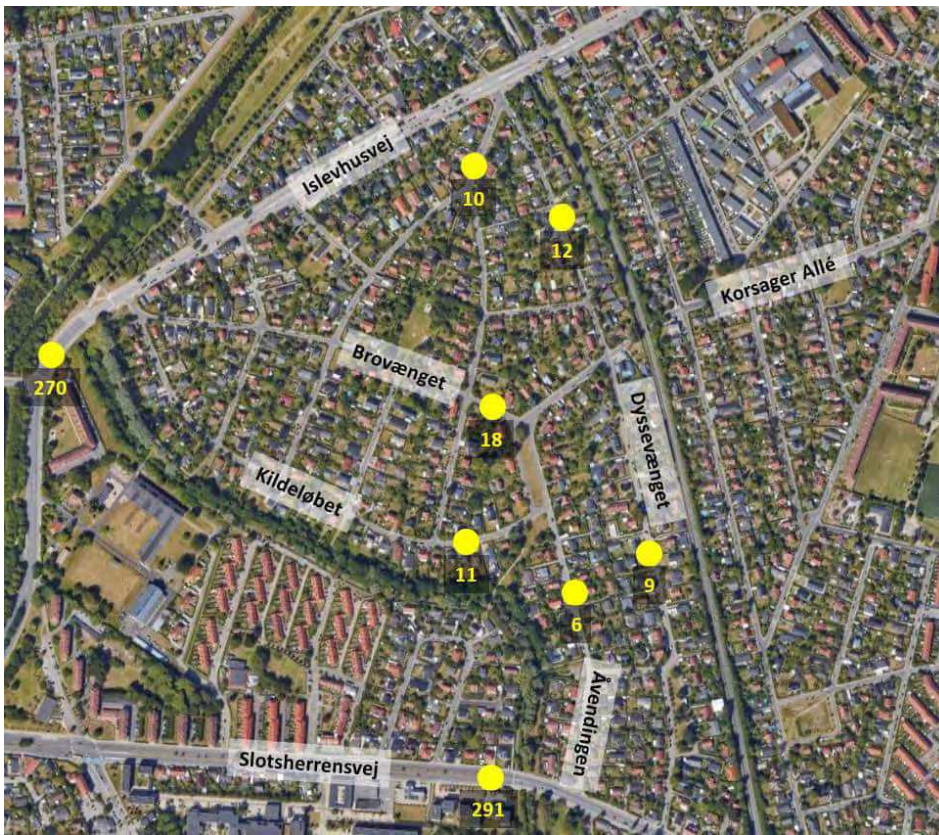 Islevhusvej
10
12
Korsager Allé
270
Brovænget
18
Dyssevænget
Kildeløbet
11
9
6
Åvendingen
Slotsherrensvej
291